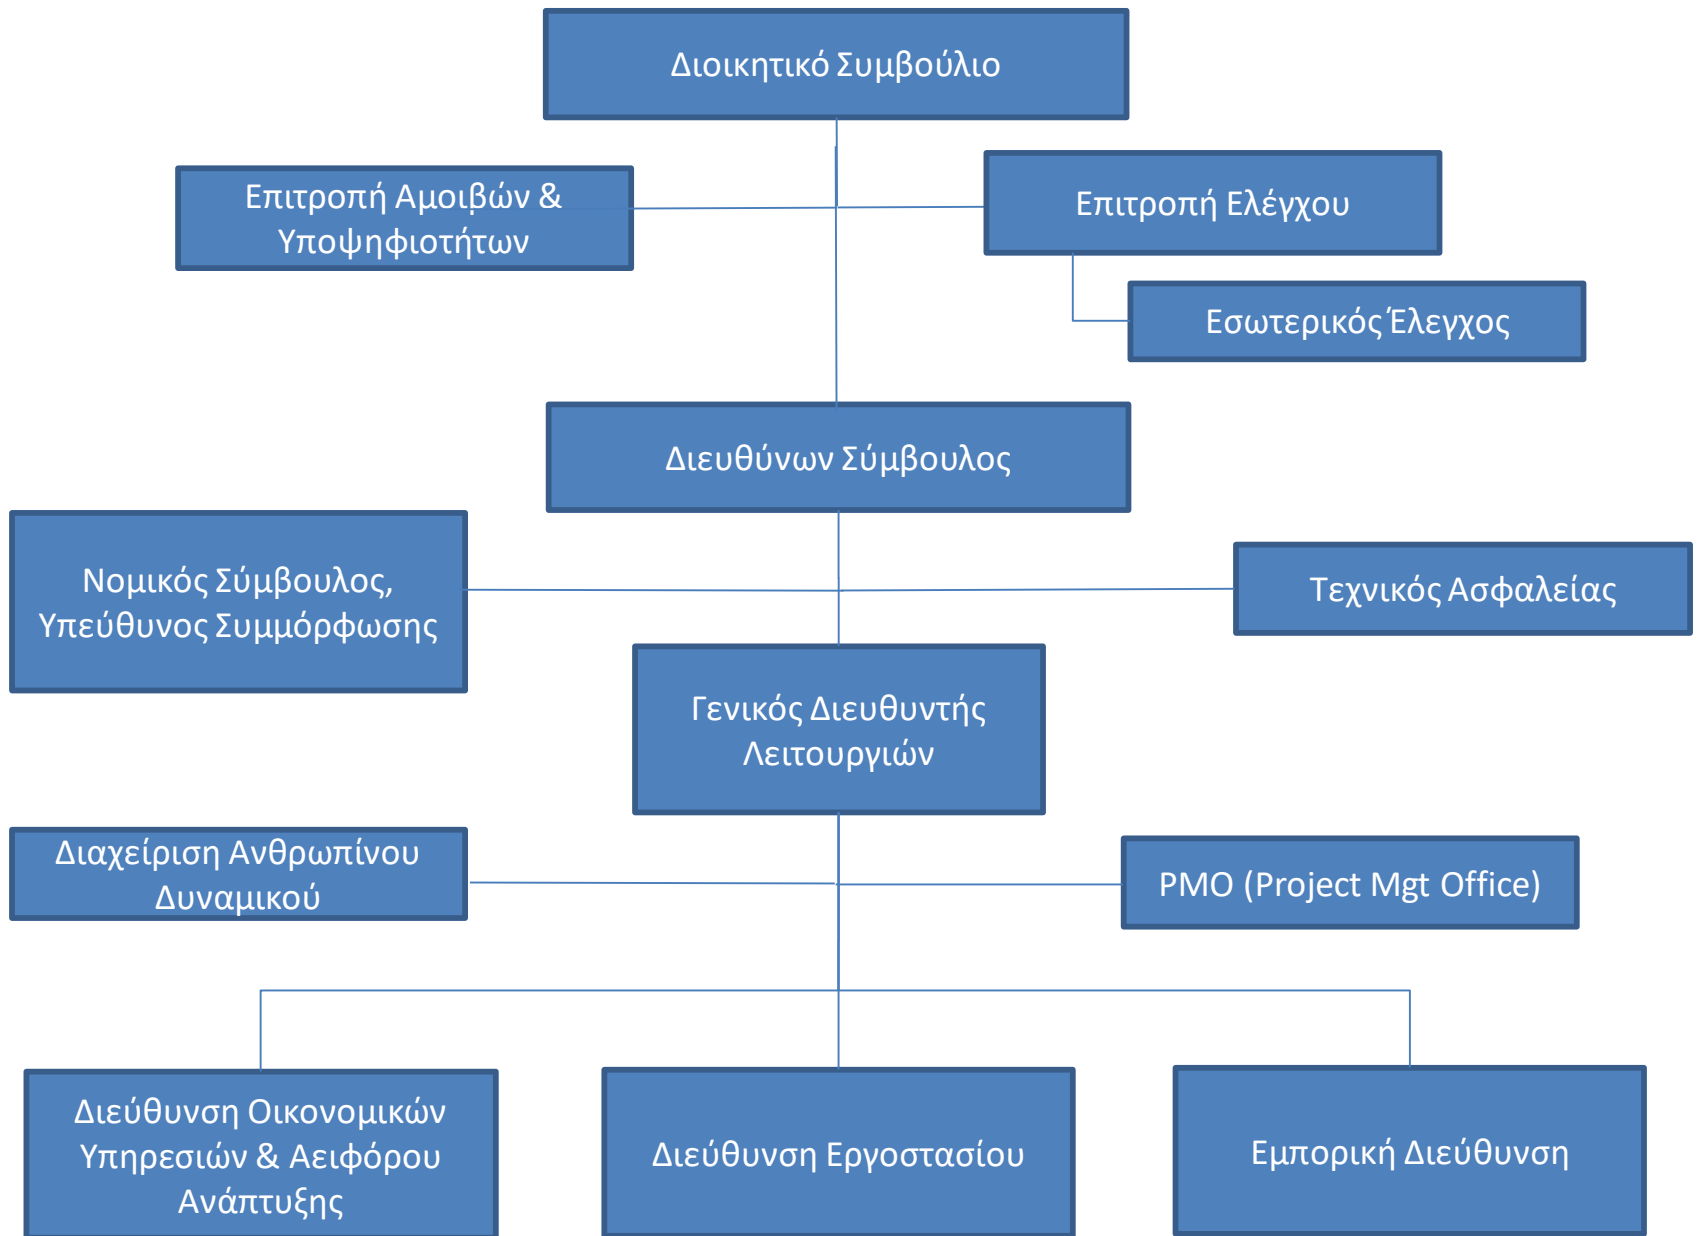 Διοικητικό Συμβούλιο
Επιτροπή Αμοιβών &
Υποψηφιοτήτων
Επιτροπή Ελέγχου
Εσωτερικός Έλεγχος
Διευθύνων Σύμβουλος
Νομικός Σύμβουλος,
Υπεύθυνος Συμμόρφωσης
Τεχνικός Ασφαλείας
Γενικός Διευθυντής
Λειτουργιών
Διαχείριση Ανθρωπίνου
Δυναμικού
PMO (Project Mgt Office)
Διεύθυνση Οικονομικών
Υπηρεσιών & Αειφόρου
Ανάπτυξης
Διεύθυνση Εργοστασίου
Εμπορική Διεύθυνση